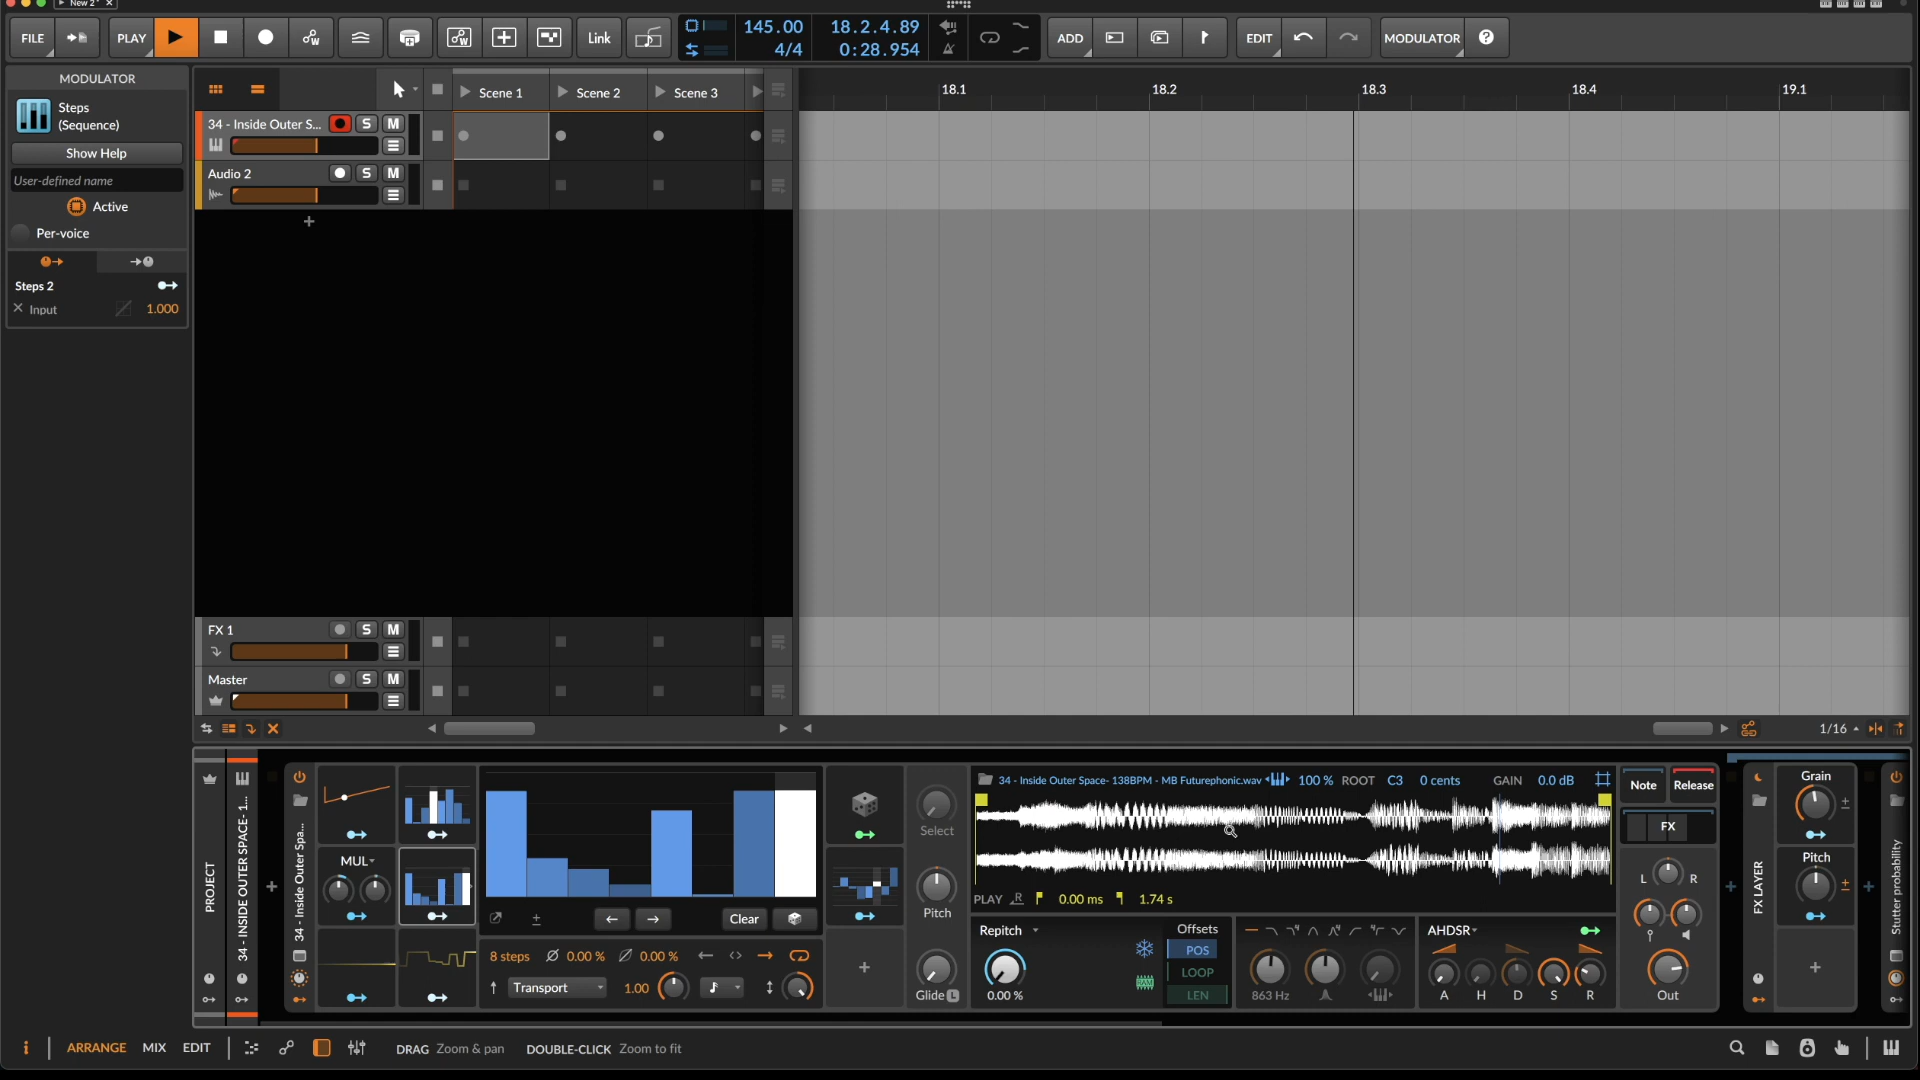 New 2*
FILE PLAY Link 145.00 18.2.4.89 ADD EDIT MODULATOR
4/4 0:28.954
MODULATOR
Steps
(Sequence)
Show Help
User-defined name
Active
Per-voice
Steps 2
Input 1.000
Scene 1 Scene 2 Scene 3
18.1 18.2 18.3 18.4 19.1
34 - Inside Outer S... S M
Audio 2 S M
FX 1 S M
Master S M
1/16
PROJECT
34 - INSIDE OUTER SPACE- 1...
34 - Inside Outer Spa...
MUL
Clear
8 steps 0.00 % 0.00 %
Transport 1.00
Select
Pitch
Glide L
34 - Inside Outer Space- 138BPM - MB Futurephonic.wav 100 % ROOT C3 0 cents GAIN 0.0 dB
PLAY R 0.00 ms 1.74 s
Repitch
0.00 %
Offsets
POS
LOOP
LEN
863 Hz
AHDSR
A H D S R
Note Release
FX
L R
Out
FX LAYER
Grain
Pitch
Stutter probability
i ARRANGE MIX EDIT DRAG Zoom & pan DOUBLE-CLICK Zoom to fit